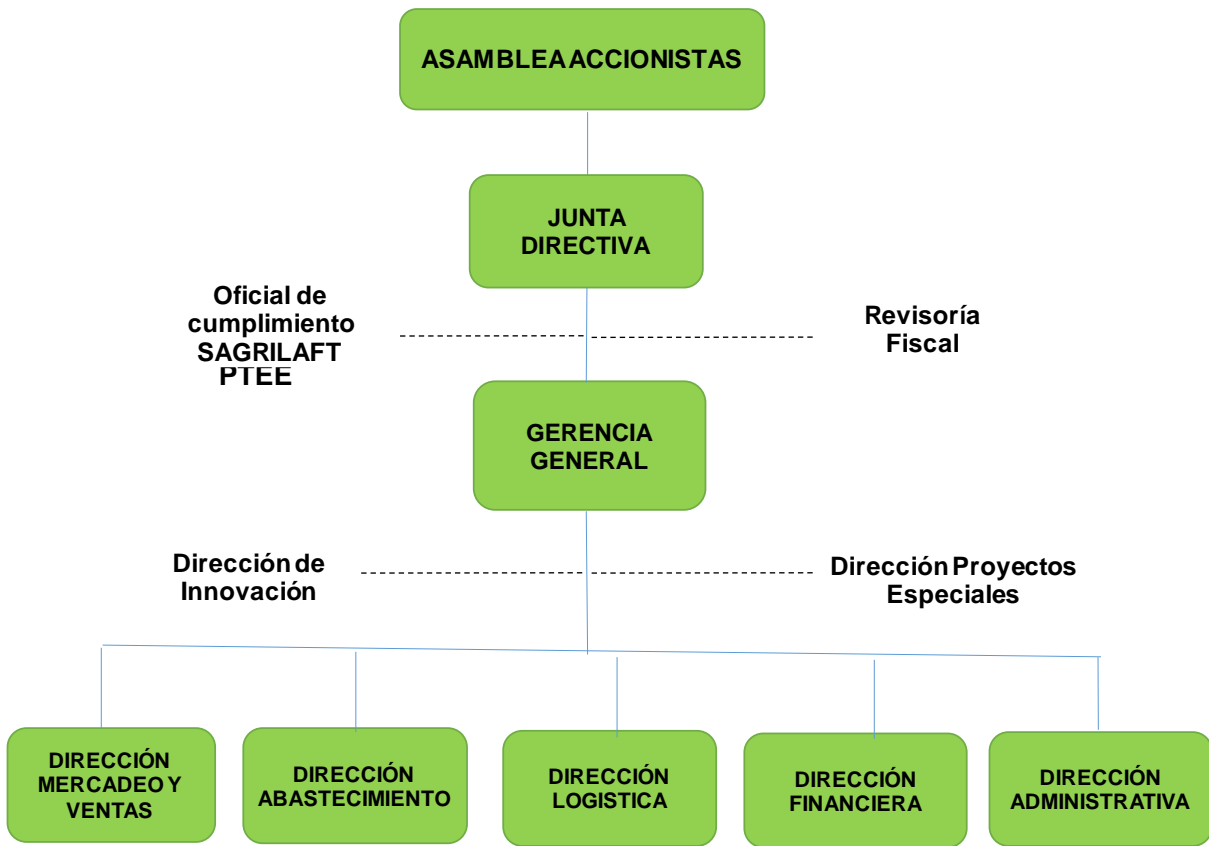 ASAMBLEA ACCIONISTAS
JUNTA
DIRECTIVA
Oficial de
cumplimiento
SAGRILAFT
PTEE
Revisoría
Fiscal
GERENCIA
GENERAL
Dirección de
Innovación
Dirección Proyectos
Especiales
DIRECCIÓN
MERCADEO Y
VENTAS
DIRECCIÓN
ABASTECIMIENTO
DIRECCIÓN
LOGISTICA
DIRECCIÓN
FINANCIERA
DIRECCIÓN
ADMINISTRATIVA